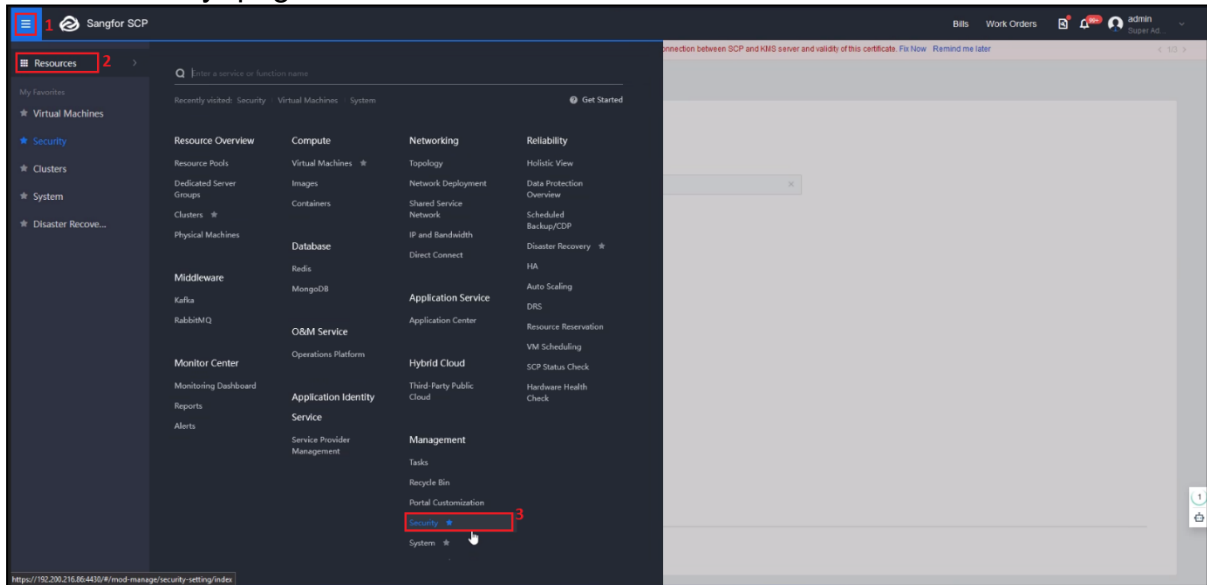 1 Sangfor SCP
Bills Work Orders 99+ admin
Super Ad...
Resources 2
nnection between SCP and KMS server and validity of this certificate. Fix Now Remind me later
1/3
My Favorites
Virtual Machines
Security
Clusters
System
Disaster Recove...
Enter a service or function name
Recently visited: Security Virtual Machines System
Get Started
Resource Overview
Resource Pools
Dedicated Server
Groups
Clusters
Physical Machines
Middleware
Kafka
RabbitMQ
Monitor Center
Monitoring Dashboard
Reports
Alerts
Compute
Virtual Machines
Images
Containers
Database
Redis
MongoDB
O&M Service
Operations Platform
Application Identity
Service
Service Provider
Management
Networking
Topology
Network Deployment
Shared Service
Network
IP and Bandwidth
Direct Connect
Application Service
Application Center
Hybrid Cloud
Third-Party Public
Cloud
Management
Tasks
Recycle Bin
Portal Customization
Security 3
System
Reliability
Holistic View
Data Protection
Overview
Scheduled
Backup/CDP
Disaster Recovery
HA
Auto Scaling
DRS
Resource Reservation
VM Scheduling
SCP Status Check
Hardware Health
Check
1
https://192.200.216.86:4430/#/mod-manage/security-setting/index